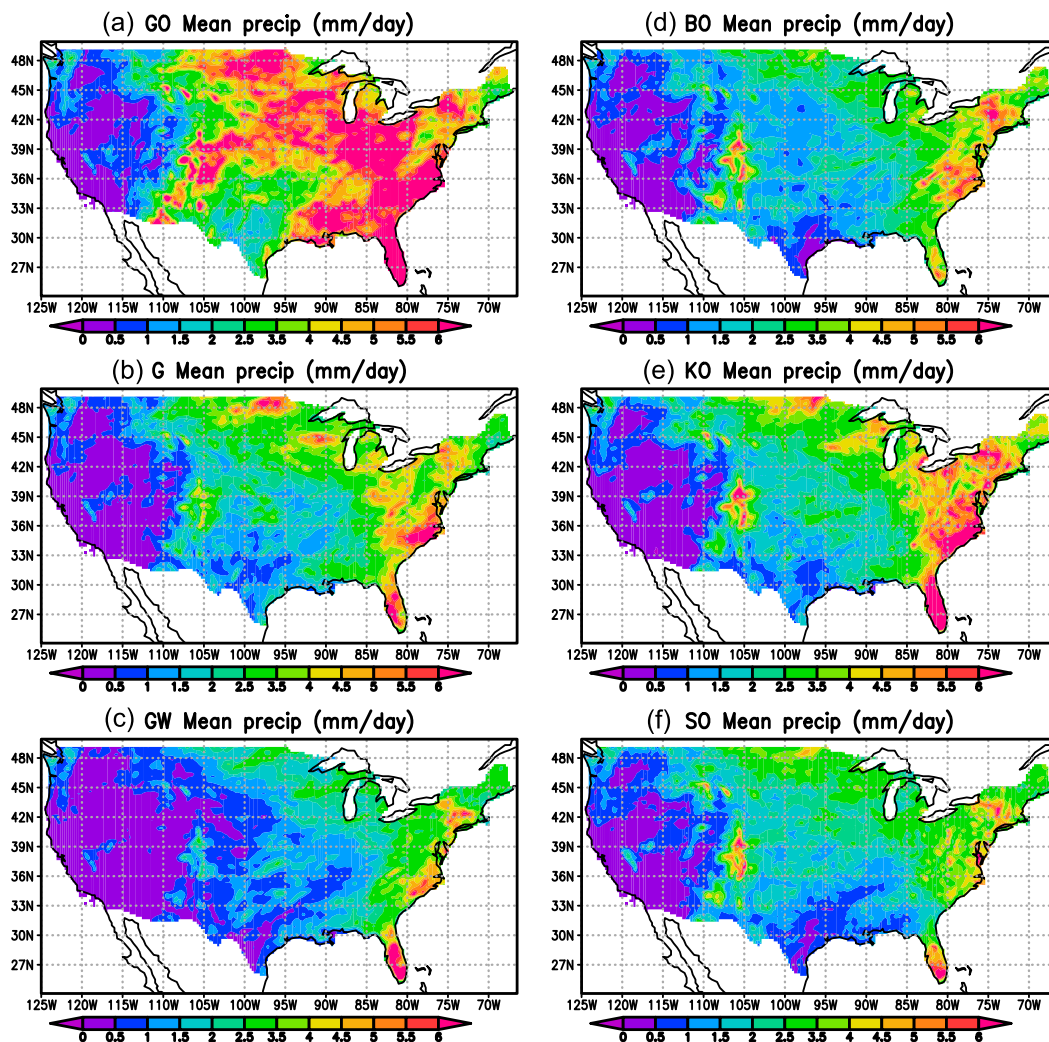 (a) GO Mean precip (mm/day)
48N
45N
42N
39N
36N
33N
30N
27N
125W 120W 115W 110W 105W 100W 95W 90W 85W 80W 75W 70W
0 0.5 1 1.5 2 2.5 3.5 4 4.5 5 5.5 6
(b) G Mean precip (mm/day)
48N
45N
42N
39N
36N
33N
30N
27N
125W 120W 115W 110W 105W 100W 95W 90W 85W 80W 75W 70W
0 0.5 1 1.5 2 2.5 3.5 4 4.5 5 5.5 6
(c) GW Mean precip (mm/day)
48N
45N
42N
39N
36N
33N
30N
27N
125W 120W 115W 110W 105W 100W 95W 90W 85W 80W 75W 70W
0 0.5 1 1.5 2 2.5 3.5 4 4.5 5 5.5 6
(d) BO Mean precip (mm/day)
48N
45N
42N
39N
36N
33N
30N
27N
125W 120W 115W 110W 105W 100W 95W 90W 85W 80W 75W 70W
0 0.5 1 1.5 2 2.5 3.5 4 4.5 5 5.5 6
(e) KO Mean precip (mm/day)
48N
45N
42N
39N
36N
33N
30N
27N
125W 120W 115W 110W 105W 100W 95W 90W 85W 80W 75W 70W
0 0.5 1 1.5 2 2.5 3.5 4 4.5 5 5.5 6
(f) SO Mean precip (mm/day)
48N
45N
42N
39N
36N
33N
30N
27N
125W 120W 115W 110W 105W 100W 95W 90W 85W 80W 75W 70W
0 0.5 1 1.5 2 2.5 3.5 4 4.5 5 5.5 6